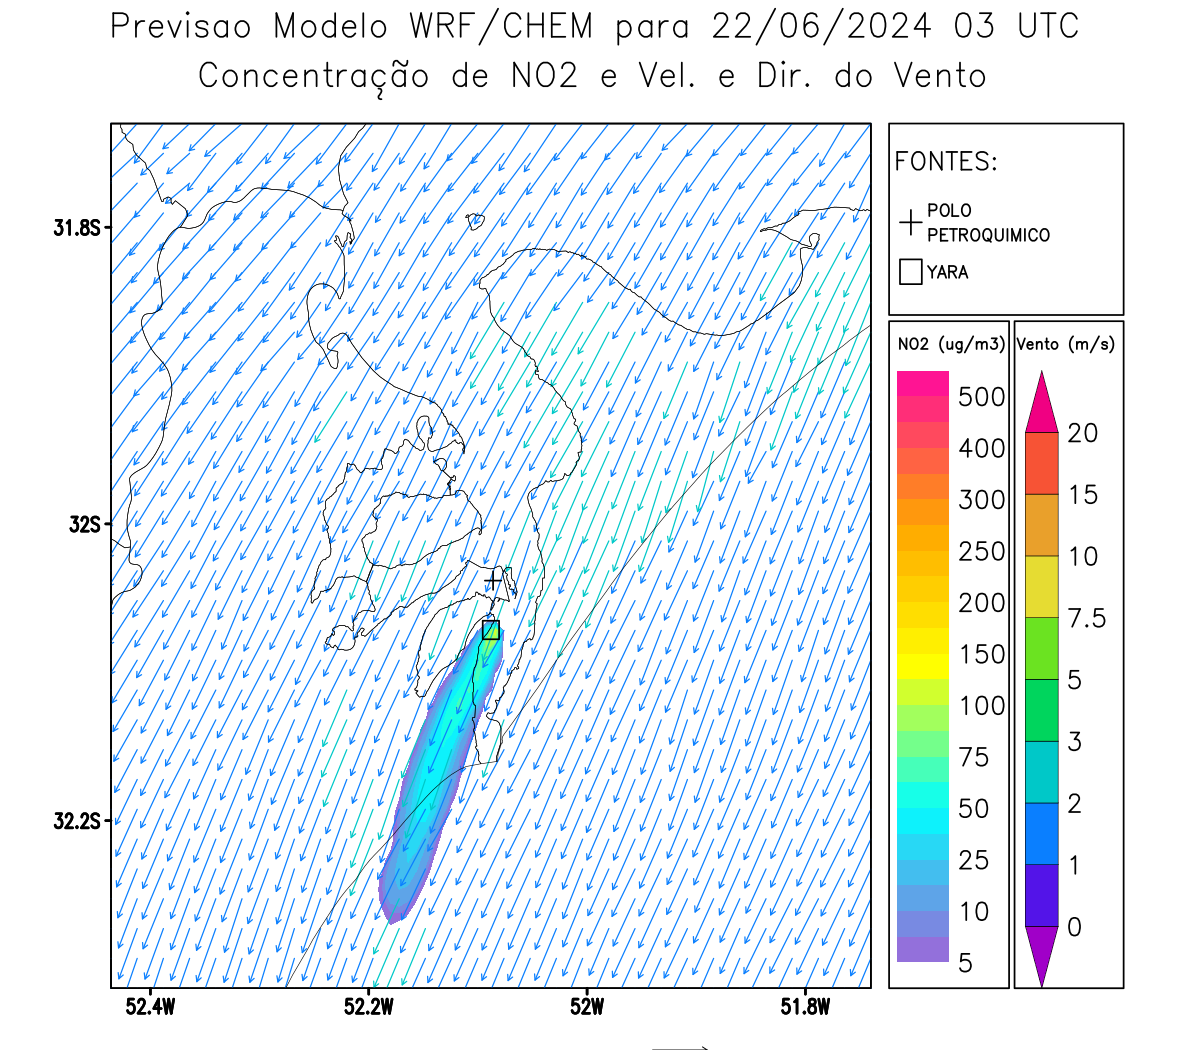 Previsao Modelo WRF/CHEM para 22/06/2024 03 UTC
Concentração de NO2 e Vel. e Dir. do Vento
FONTES:
POLO
PETROQUIMICO
YARA
NO2 (ug/m3)
500
400
300
250
200
150
100
75
50
25
10
5
Vento (m/s)
20
15
10
7.5
5
3
2
1
0
31.8S
32S
32.2S
52.4W
52.2W
52W
51.8W